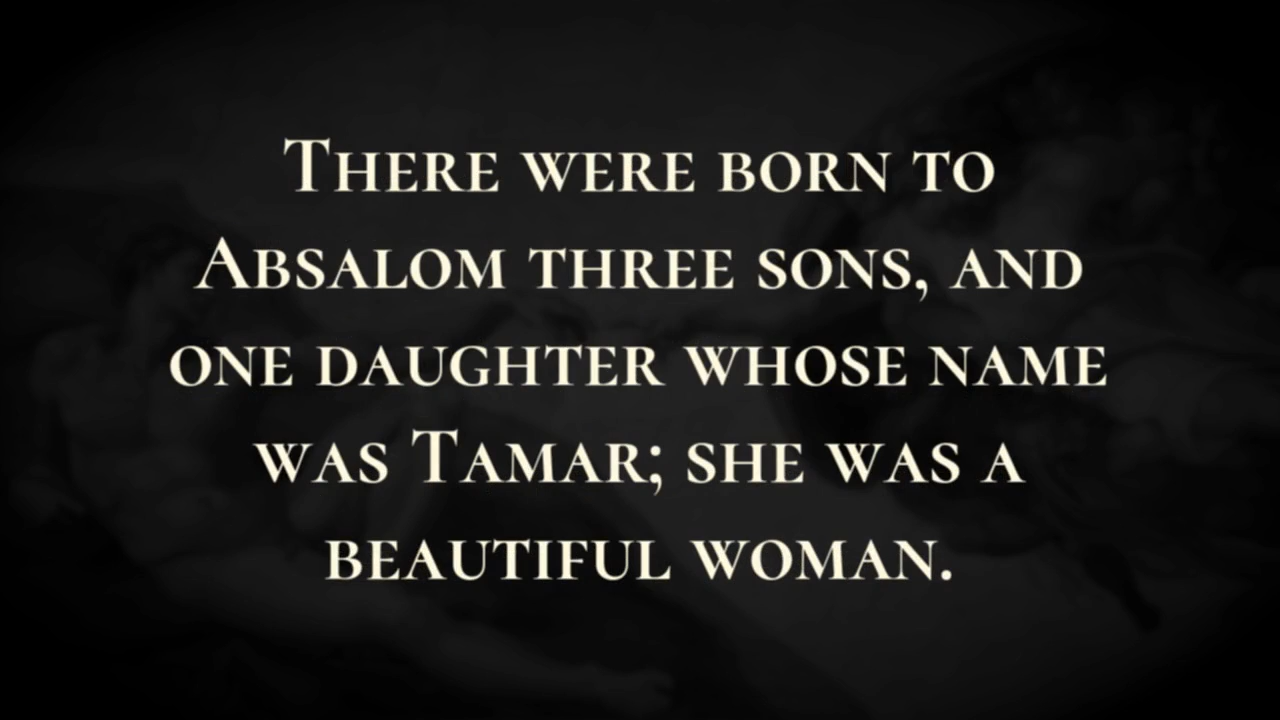 There were born to
Absalom three sons, and
one daughter whose name
was Tamar; she was a
beautiful woman.